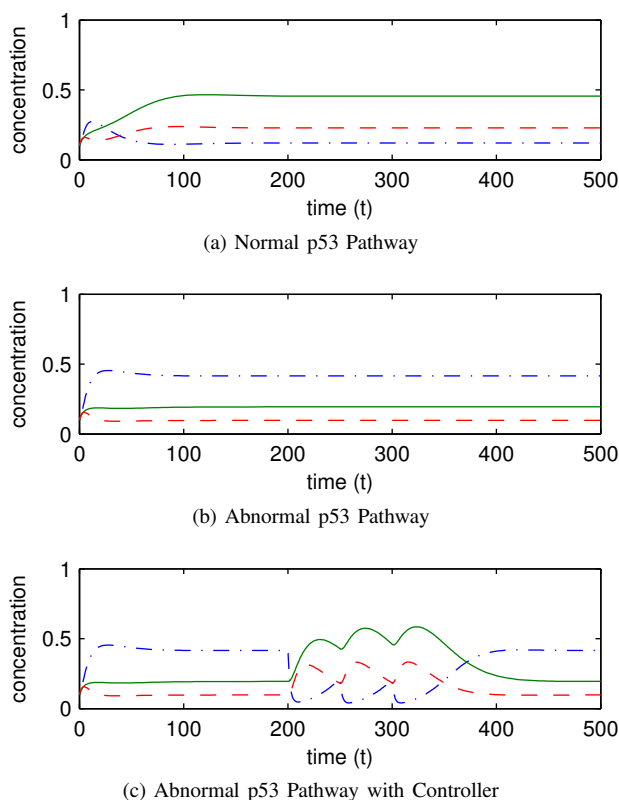 1
0.5
0
concentration
0 100 200 300 400 500
time (t)
(a) Normal p53 Pathway
1
0.5
0
concentration
0 100 200 300 400 500
time (t)
(b) Abnormal p53 Pathway
1
0.5
0
concentration
0 100 200 300 400 500
time (t)
(c) Abnormal p53 Pathway with Controller